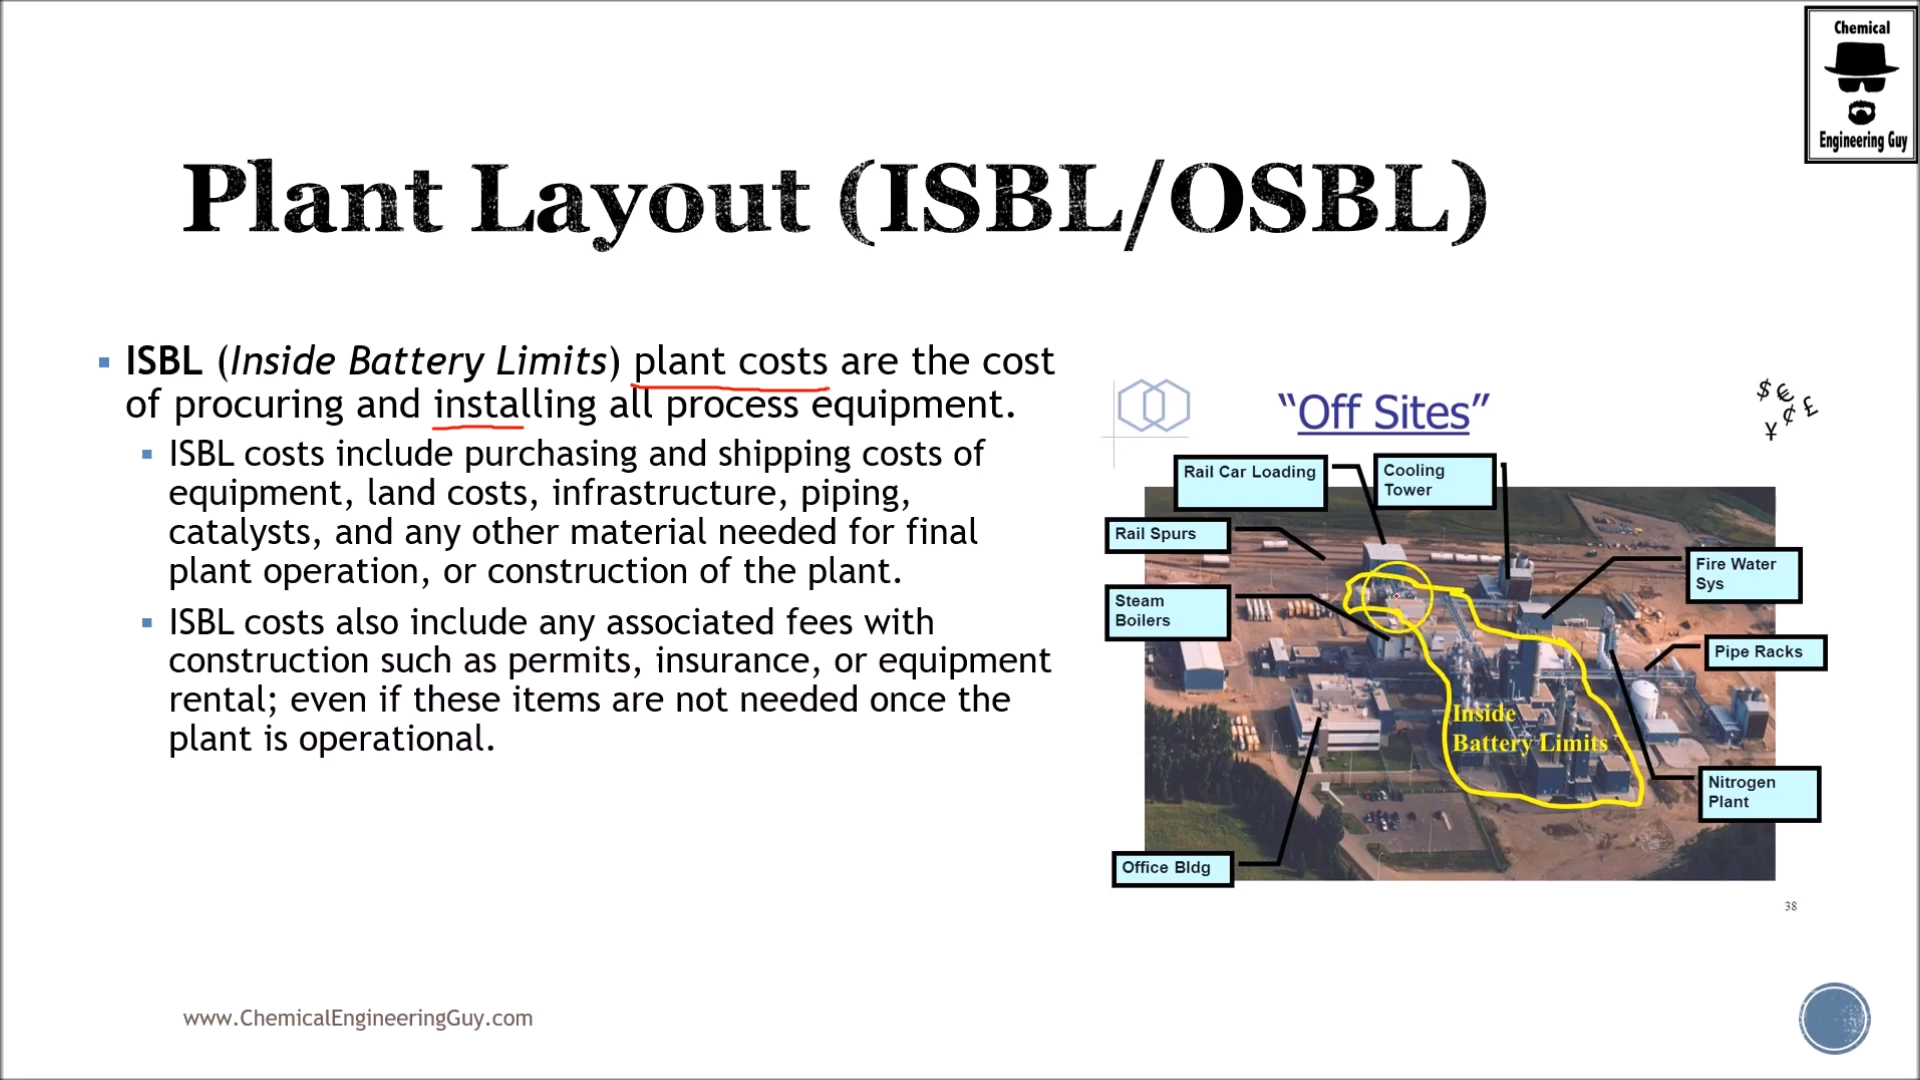 Chemical
Engineering Guy
Plant Layout (ISBL/OSBL)
▪ ISBL (Inside Battery Limits) plant costs are the cost
of procuring and installing all process equipment.
▪ ISBL costs include purchasing and shipping costs of
equipment, land costs, infrastructure, piping,
catalysts, and any other material needed for final
plant operation, or construction of the plant.
▪ ISBL costs also include any associated fees with
construction such as permits, insurance, or equipment
rental; even if these items are not needed once the
plant is operational.
“Off Sites”
$ € £
¢
¥
Rail Car Loading
Cooling
Tower
Rail Spurs
Fire Water
Sys
Steam
Boilers
Pipe Racks
Inside
Battery Limits
Nitrogen
Plant
Office Bldg
38
www.ChemicalEngineeringGuy.com